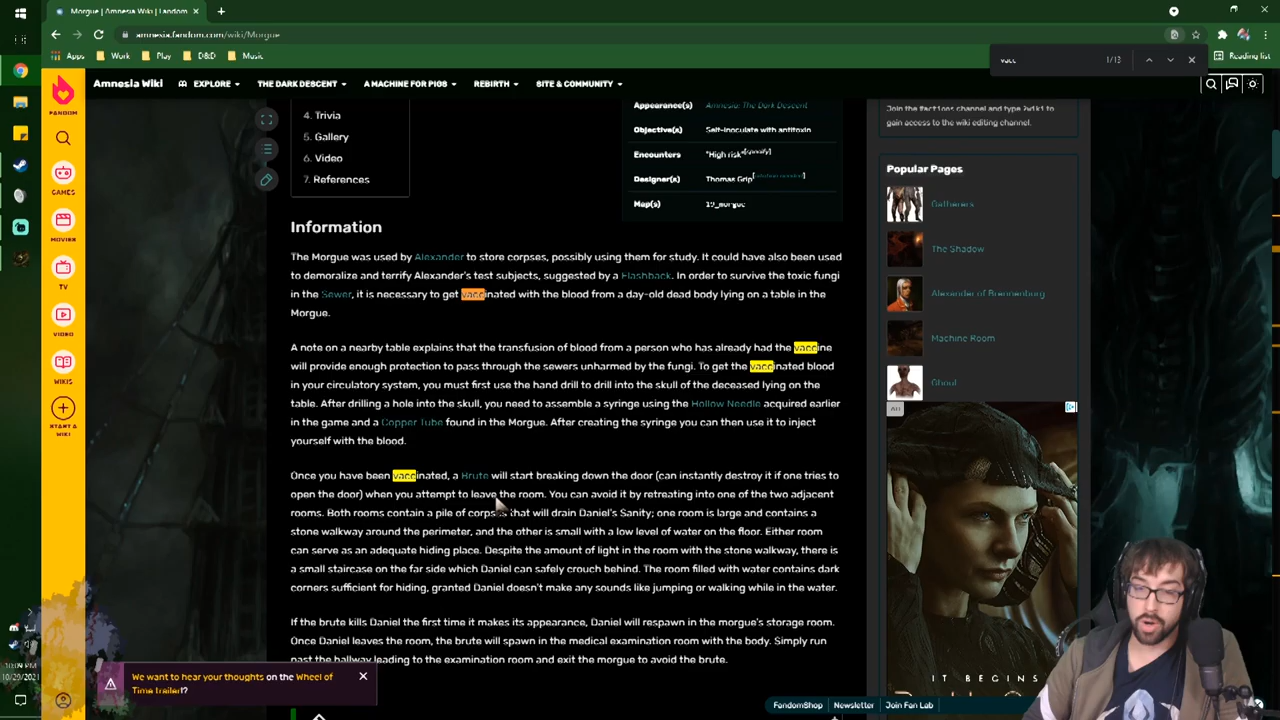 Morgue | Amnesia Wiki | Fandom
amnesia.fandom.com/wiki/Morgue
Apps Work Play D&D Music
vacc 1/13
Reading list
FANDOM
GAMES
MOVIES
TV
VIDEO
WIKIS
START A WIKI
Amnesia Wiki EXPLORE THE DARK DESCENT A MACHINE FOR PIGS REBIRTH SITE & COMMUNITY
4. Trivia
5. Gallery
6. Video
7. References
Appearance(s) Amnesia: The Dark Descent
Objective(s) Self-inoculate with antitoxin
Encounters "High risk"[specify]
Designer(s) Thomas Grip
Map(s) 19_morgue
Information
The Morgue was used by Alexander to store corpses, possibly using them for study. It could have also been used
to demoralize and terrify Alexander's test subjects, suggested by a Flashback. In order to survive the toxic fungi
in the Sewer, it is necessary to get vaccinated with the blood from a day-old dead body lying on a table in the
Morgue.
A note on a nearby table explains that the transfusion of blood from a person who has already had the vaccine
will provide enough protection to pass through the sewers unharmed by the fungi. To get the vaccinated blood
in your circulatory system, you must first use the hand drill to drill into the skull of the deceased lying on the
table. After drilling a hole into the skull, you need to assemble a syringe using the Hollow Needle acquired earlier
in the game and a Copper Tube found in the Morgue. After creating the syringe you can then use it to inject
yourself with the blood.
Once you have been vaccinated, a Brute will start breaking down the door (can instantly destroy it if one tries to
open the door) when you attempt to leave the room. You can avoid it by retreating into one of the two adjacent
rooms. Both rooms contain a pile of corpses that will drain Daniel's Sanity; one room is large and contains a
stone walkway around the perimeter, and the other is small with a low level of water on the floor. Either room
can serve as an adequate hiding place. Despite the amount of light in the room with the stone walkway, there is
a small staircase on the far side which Daniel can safely crouch behind. The room filled with water contains dark
corners sufficient for hiding, granted Daniel doesn't make any sounds like jumping or walking while in the water.
If the brute kills Daniel the first time it makes its appearance, Daniel will respawn in the morgue's storage room.
Once Daniel leaves the room, the brute will spawn in the medical examination room with the body. Simply run
past the hallway leading to the examination room and exit the morgue to avoid the brute.
Join the #actions channel and type ?wiki to
gain access to the wiki editing channel.
Popular Pages
Gatherers
The Shadow
Alexander of Brennenburg
Machine Room
Ghoul
AD
IT BEGINS
We want to hear your thoughts on the Wheel of
Time trailer!?
FandomShop Newsletter Join Fan Lab
10:09 PM
10/29/2021